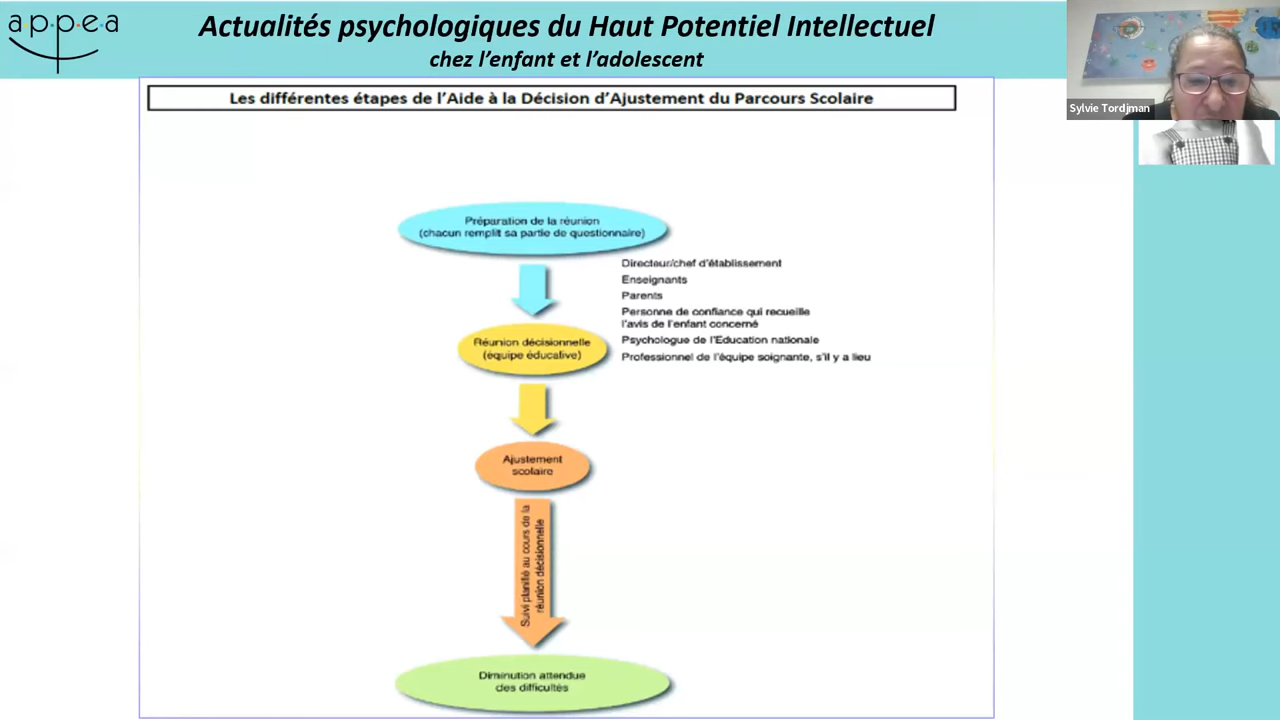 appea
Actualités psychologiques du Haut Potentiel Intellectuel
chez l'enfant et l'adolescent
Sylvie Tordjman
Les différentes étapes de l'Aide à la Décision d'Ajustement du Parcours Scolaire
Préparation de la réunion
(chacun remplit sa partie de questionnaire)
Directeur/chef d'établissement
Enseignants
Parents
Personne de confiance qui recueille
l'avis de l'enfant concerné
Psychologue de l'Education nationale
Professionnel de l'équipe soignante, s'il y a lieu
Réunion décisionnelle
(équipe éducative)
Ajustement
scolaire
Suivi planifié au cours de la
réunion décisionnelle
Diminution attendue
des difficultés